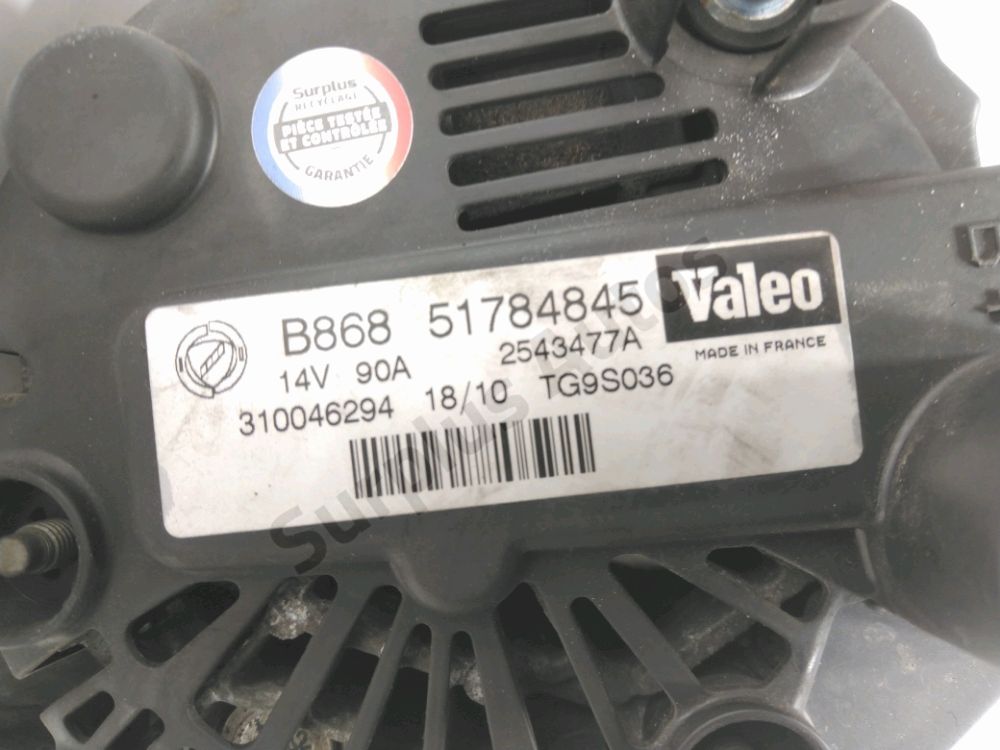 Surplus
RECYCLAGE
PIÈCE TESTÉE
ET CONTRÔLÉE
GARANTIE
B868 51784845 Valeo
14V 90A 2543477A MADE IN FRANCE
310046294 18/10 TG9S036
Surplus Autos